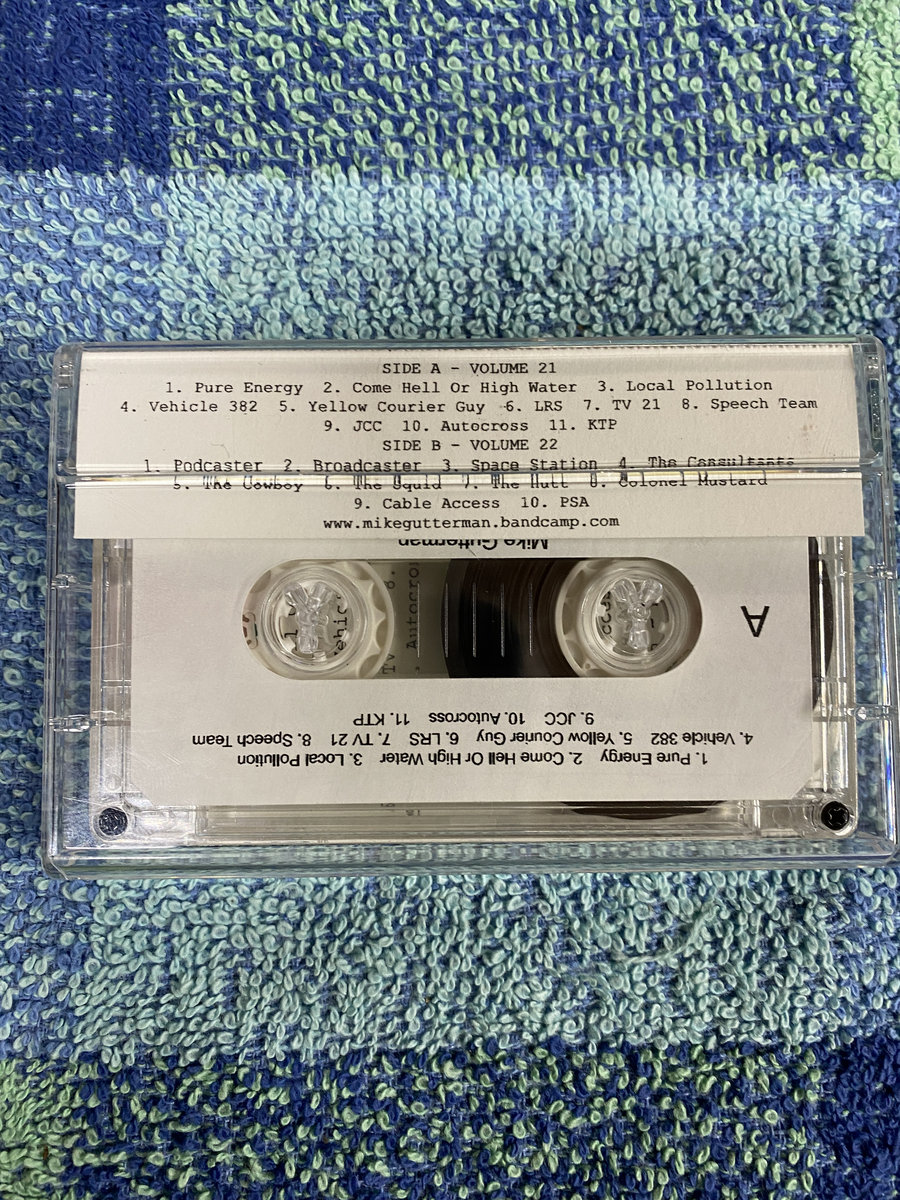 SIDE A - VOLUME 21
1. Pure Energy 2. Come Hell Or High Water 3. Local Pollution
4. Vehicle 382 5. Yellow Courier Guy 6. LRS 7. TV 21 8. Speech Team
9. JCC 10. Autocross 11. KTP
SIDE B - VOLUME 22
1. Podcaster 2. Broadcaster 3. Space Station 4. The Consultants
5. The Cowboy 6. The Squid 7. The Hutt 8. Colonel Mustard
9. Cable Access 10. PSA
www.mikegutterman.bandcamp.com
Mike Gutterman
A
1. Pure Energy 2. Come Hell Or High Water 3. Local Pollution
4. Vehicle 382 5. Yellow Courier Guy 6. LRS 7. TV 21 8. Speech Team
9. JCC 10. Autocross 11. KTP